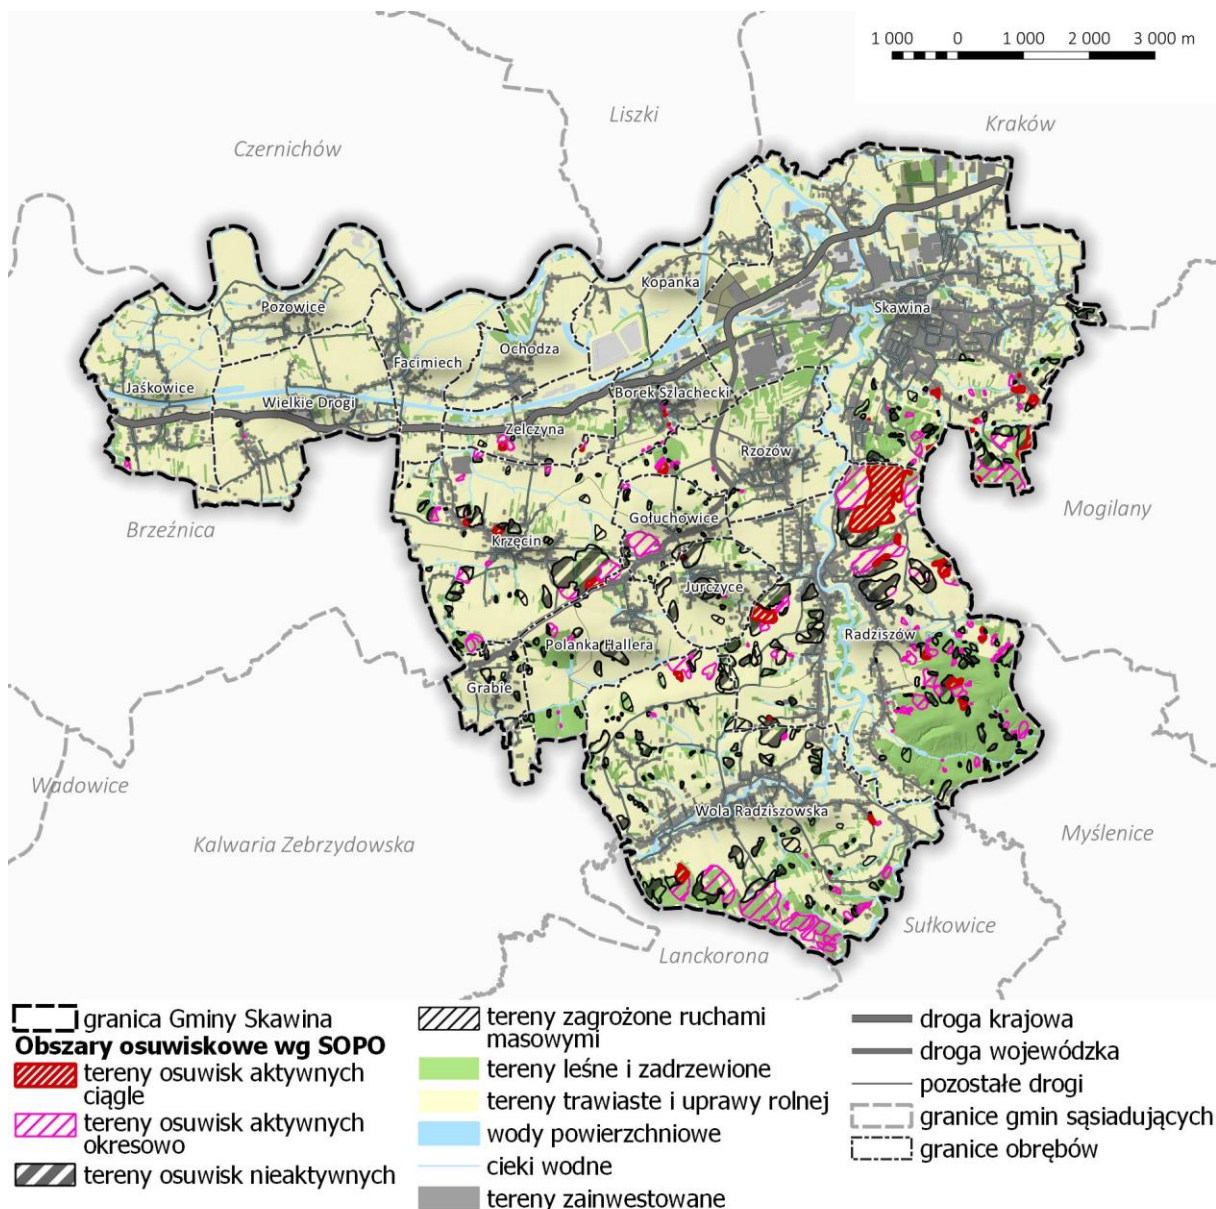 1 000 0 1 000 2 000 3 000 m
Liszki
Kraków
Czernichów
Kopanka
Pozowice
Skawina
Ochodza
Facimiech
Jaśkowice
Borek Szlachecki
Wielkie Drogi
Zelczyna
Rzozów
Mogilany
Brzeźnica
Gołuchowice
Krzęcin
Jurczyce
Radziszów
Polanka Hallera
Grabie
Wadowice
Wola Radziszowska
Kalwaria Zebrzydowska
Myślenice
Sułkowice
Lanckorona
granica Gminy Skawina
Obszary osuwiskowe wg SOPO
tereny osuwisk aktywnych
ciągle
tereny osuwisk aktywnych
okresowo
tereny osuwisk nieaktywnych
tereny zagrożone ruchami
masowymi
tereny leśne i zadrzewione
tereny trawiaste i uprawy rolnej
wody powierzchniowe
cieki wodne
tereny zainwestowane
droga krajowa
droga wojewódzka
pozostałe drogi
granice gmin sąsiadujących
granice obrębów